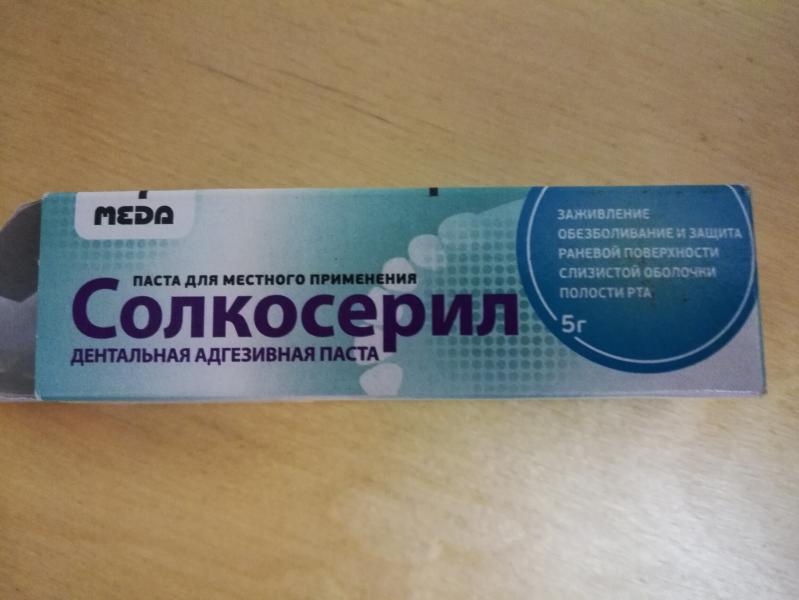 MEDA
ПАСТА ДЛЯ МЕСТНОГО ПРИМЕНЕНИЯ
Солкосерил
ДЕНТАЛЬНАЯ АДГЕЗИВНАЯ ПАСТА
ЗАЖИВЛЕНИЕ
ОБЕЗБОЛИВАНИЕ И ЗАЩИТА
РАНЕВОЙ ПОВЕРХНОСТИ
СЛИЗИСТОЙ ОБОЛОЧКИ
ПОЛОСТИ РТА
5г